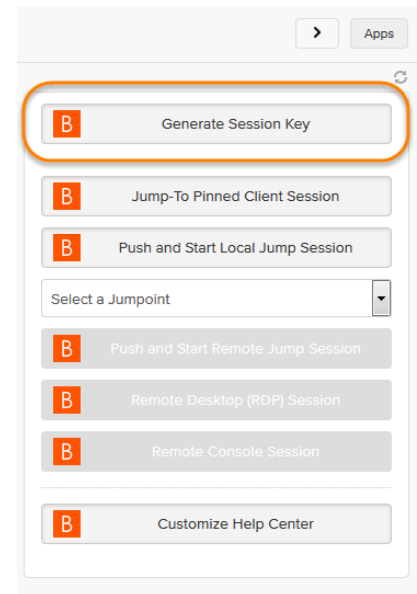 Apps
B Generate Session Key
B Jump-To Pinned Client Session
B Push and Start Local Jump Session
Select a Jumpoint
B Push and Start Remote Jump Session
B Remote Desktop (RDP) Session
B Remote Console Session
B Customize Help Center